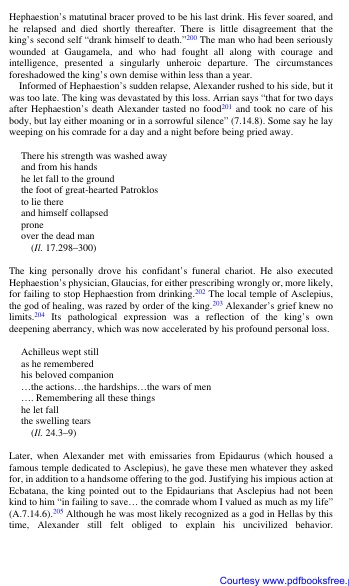 Hephaestion's matutinal bracer proved to be his last drink. His fever soared, and
he relapsed and died shortly thereafter. There is little disagreement that the
king's second self “drank himself to death.”200 The man who had been seriously
wounded at Gaugamela, and who had fought all along with courage and
intelligence, presented a singularly unheroic departure. The circumstances
foreshadowed the king's own demise within less than a year.
Informed of Hephaestion's sudden relapse, Alexander rushed to his side, but it
was too late. The king was devastated by this loss. Arrian says “that for two days
after Hephaestion's death Alexander tasted no food201 and took no care of his
body, but lay either moaning or in a sorrowful silence” (7.14.8). Some say he lay
weeping on his comrade for a day and a night before being pried away.
There his strength was washed away
and from his hands
he let fall to the ground
the foot of great-hearted Patroklos
to lie there
and himself collapsed
prone
over the dead man
(Il. 17.298–300)
The king personally drove his confidant's funeral chariot. He also executed
Hephaestion's physician, Glaucias, for either prescribing wrongly or, more likely,
for failing to stop Hephaestion from drinking.202 The local temple of Asclepius,
the god of healing, was razed by order of the king.203 Alexander's grief knew no
limits.204 Its pathological expression was a reflection of the king's own
deepening aberrancy, which was now accelerated by his profound personal loss.
Achilleus wept still
as he remembered
his beloved companion
…the actions…the hardships…the wars of men
…. Remembering all these things
he let fall
the swelling tears
(Il. 24.3–9)
Later, when Alexander met with emissaries from Epidaurus (which housed a
famous temple dedicated to Asclepius), he gave these men whatever they asked
for, in addition to a handsome offering to the god. Justifying his impious action at
Ecbatana, the king pointed out to the Epidaurians that Asclepius had not been
kind to him “in failing to save… the comrade whom I valued as much as my life”
(A.7.14.6).205 Although he was most likely recognized as a god in Hellas by this
time, Alexander still felt obliged to explain his uncivilized behavior.
Courtesy www.pdfbooksfree.p